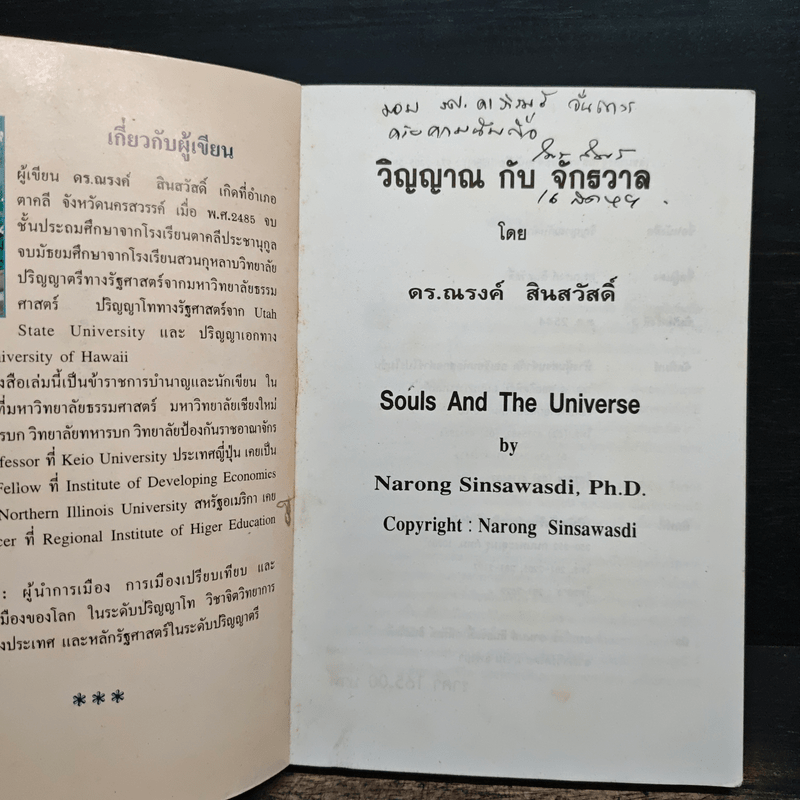 เกี่ยวกับผู้เขียน
ผู้เขียน ดร.ณรงค์ สินสวัสดิ์ เกิดที่อำเภอ
ตาคลี จังหวัดนครสวรรค์ เมื่อ พ.ศ.2485 จบ
ชั้นประถมศึกษาจากโรงเรียนตาคลีประชานุกูล
จบมัธยมศึกษาจากโรงเรียนสวนกุหลาบวิทยาลัย
ปริญญาตรีทางรัฐศาสตร์จากมหาวิทยาลัยธรรม
ศาสตร์ ปริญญาโททางรัฐศาสตร์จาก Utah
State University และ ปริญญาเอกทาง
iversity of Hawaii
งสือเล่มนี้เป็นข้าราชการบำนาญและนักเขียน ใน
ที่มหาวิทยาลัยธรรมศาสตร์ มหาวิทยาลัยเชียงใหม่
ารบก วิทยาลัยทหารบก วิทยาลัยป้องกันราชอาณาจักร
fessor ที่ Keio University ประเทศญี่ปุ่น เคยเป็น
Fellow ที่ Institute of Developing Economics
Northern Illinois University สหรัฐอเมริกา เคย
cer ที่ Regional Institute of Higer Education
: ผู้นำการเมือง การเมืองเปรียบเทียบ และ
มืองของโลก ในระดับปริญญาโท วิชาจิตวิทยาการ
งประเทศ และหลักรัฐศาสตร์ในระดับปริญญาตรี
***
มอบ
วิญญาณ กับ จักรวาล
โดย
ดร.ณรงค์ สินสวัสดิ์
Souls And The Universe
by
Narong Sinsawasdi, Ph.D.
Copyright : Narong Sinsawasdi